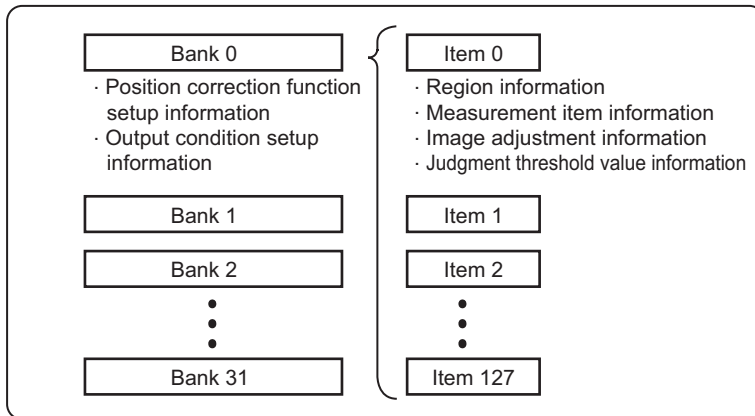 Bank 0
· Position correction function
setup information
· Output condition setup
information
Bank 1
Bank 2
Bank 31
Item 0
· Region information
· Measurement item information
· Image adjustment information
· Judgment threshold value information
Item 1
Item 2
Item 127